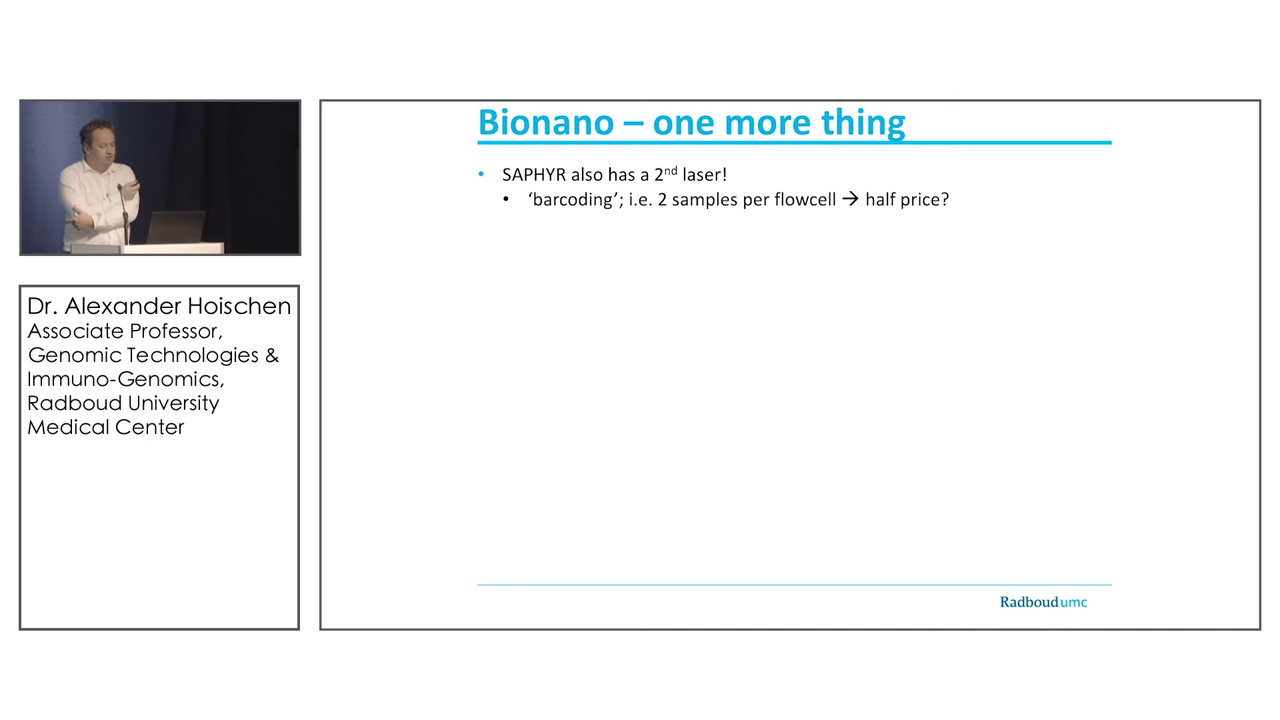 Bionano – one more thing
• SAPHYR also has a 2nd laser!
• ‘barcoding’; i.e. 2 samples per flowcell → half price?
Dr. Alexander Hoischen
Associate Professor,
Genomic Technologies &
Immuno-Genomics,
Radboud University
Medical Center
Radboudumc